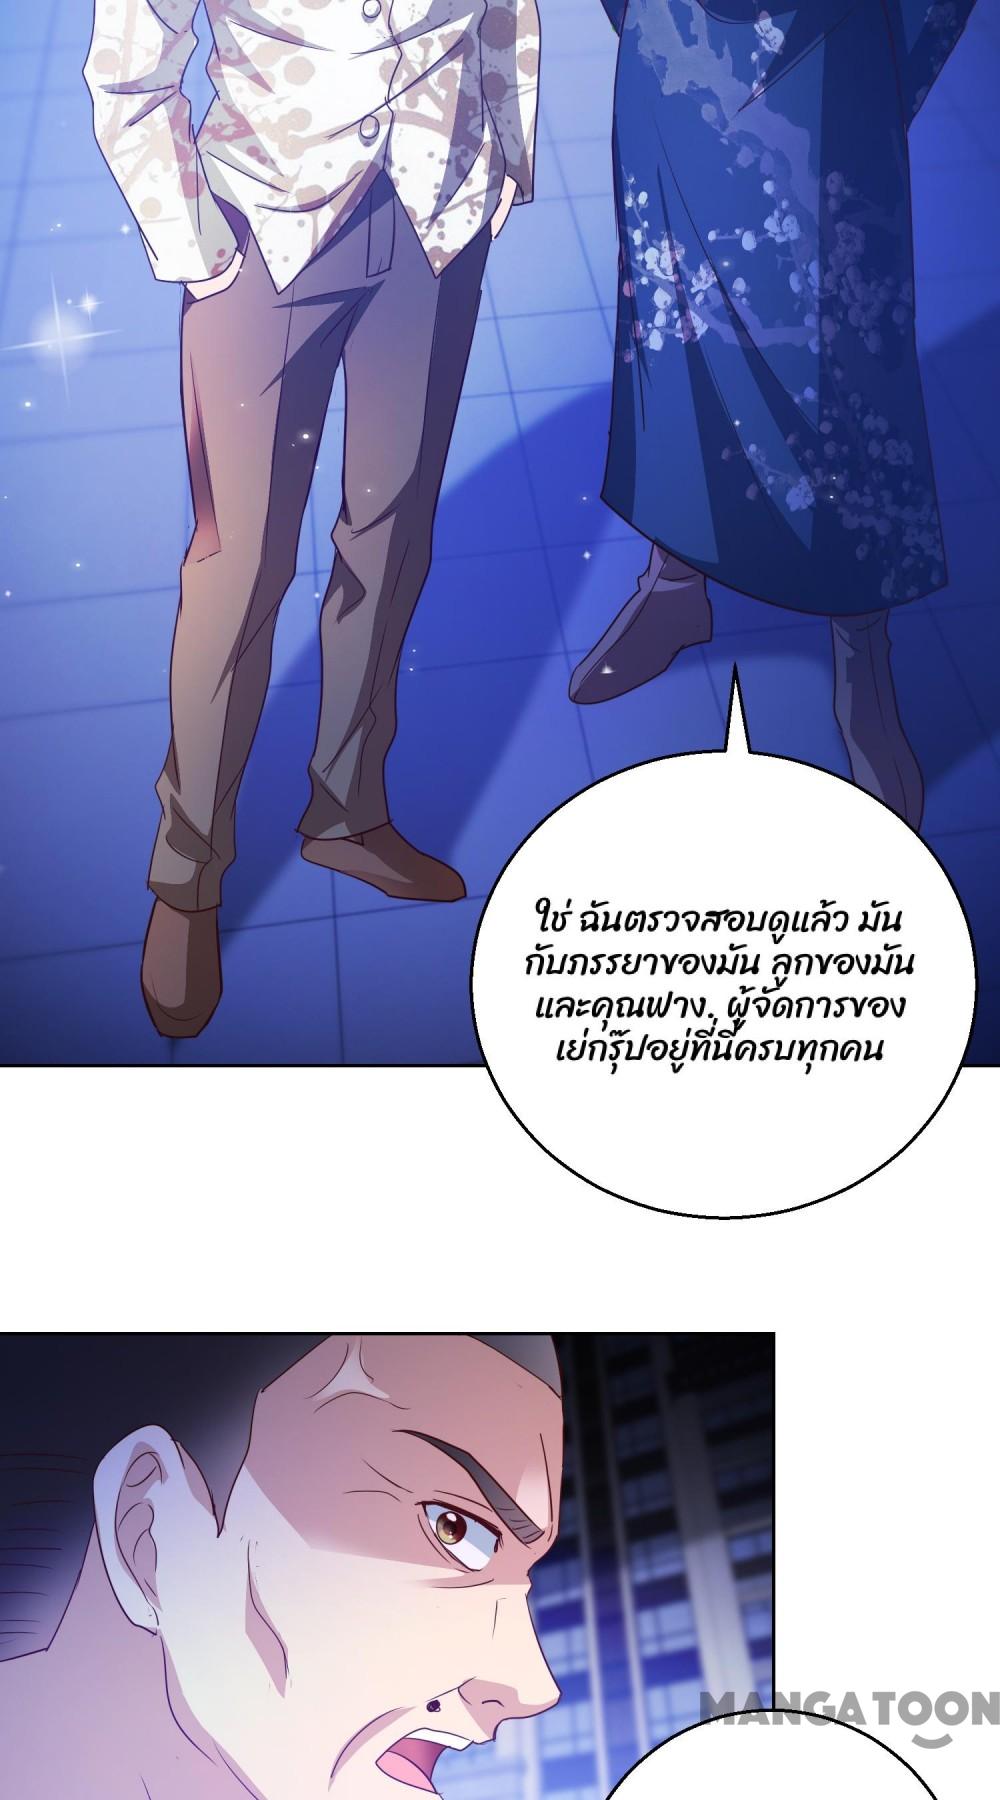 ใช่ ฉันตรวจสอบดูแล้ว มัน
กับภรรยาของมัน ลูกของมัน
และคุณฟาง. ผู้จัดการของ
เย่กรุ๊ปอยู่ที่นี่ครบทุกคน
MANGATOON